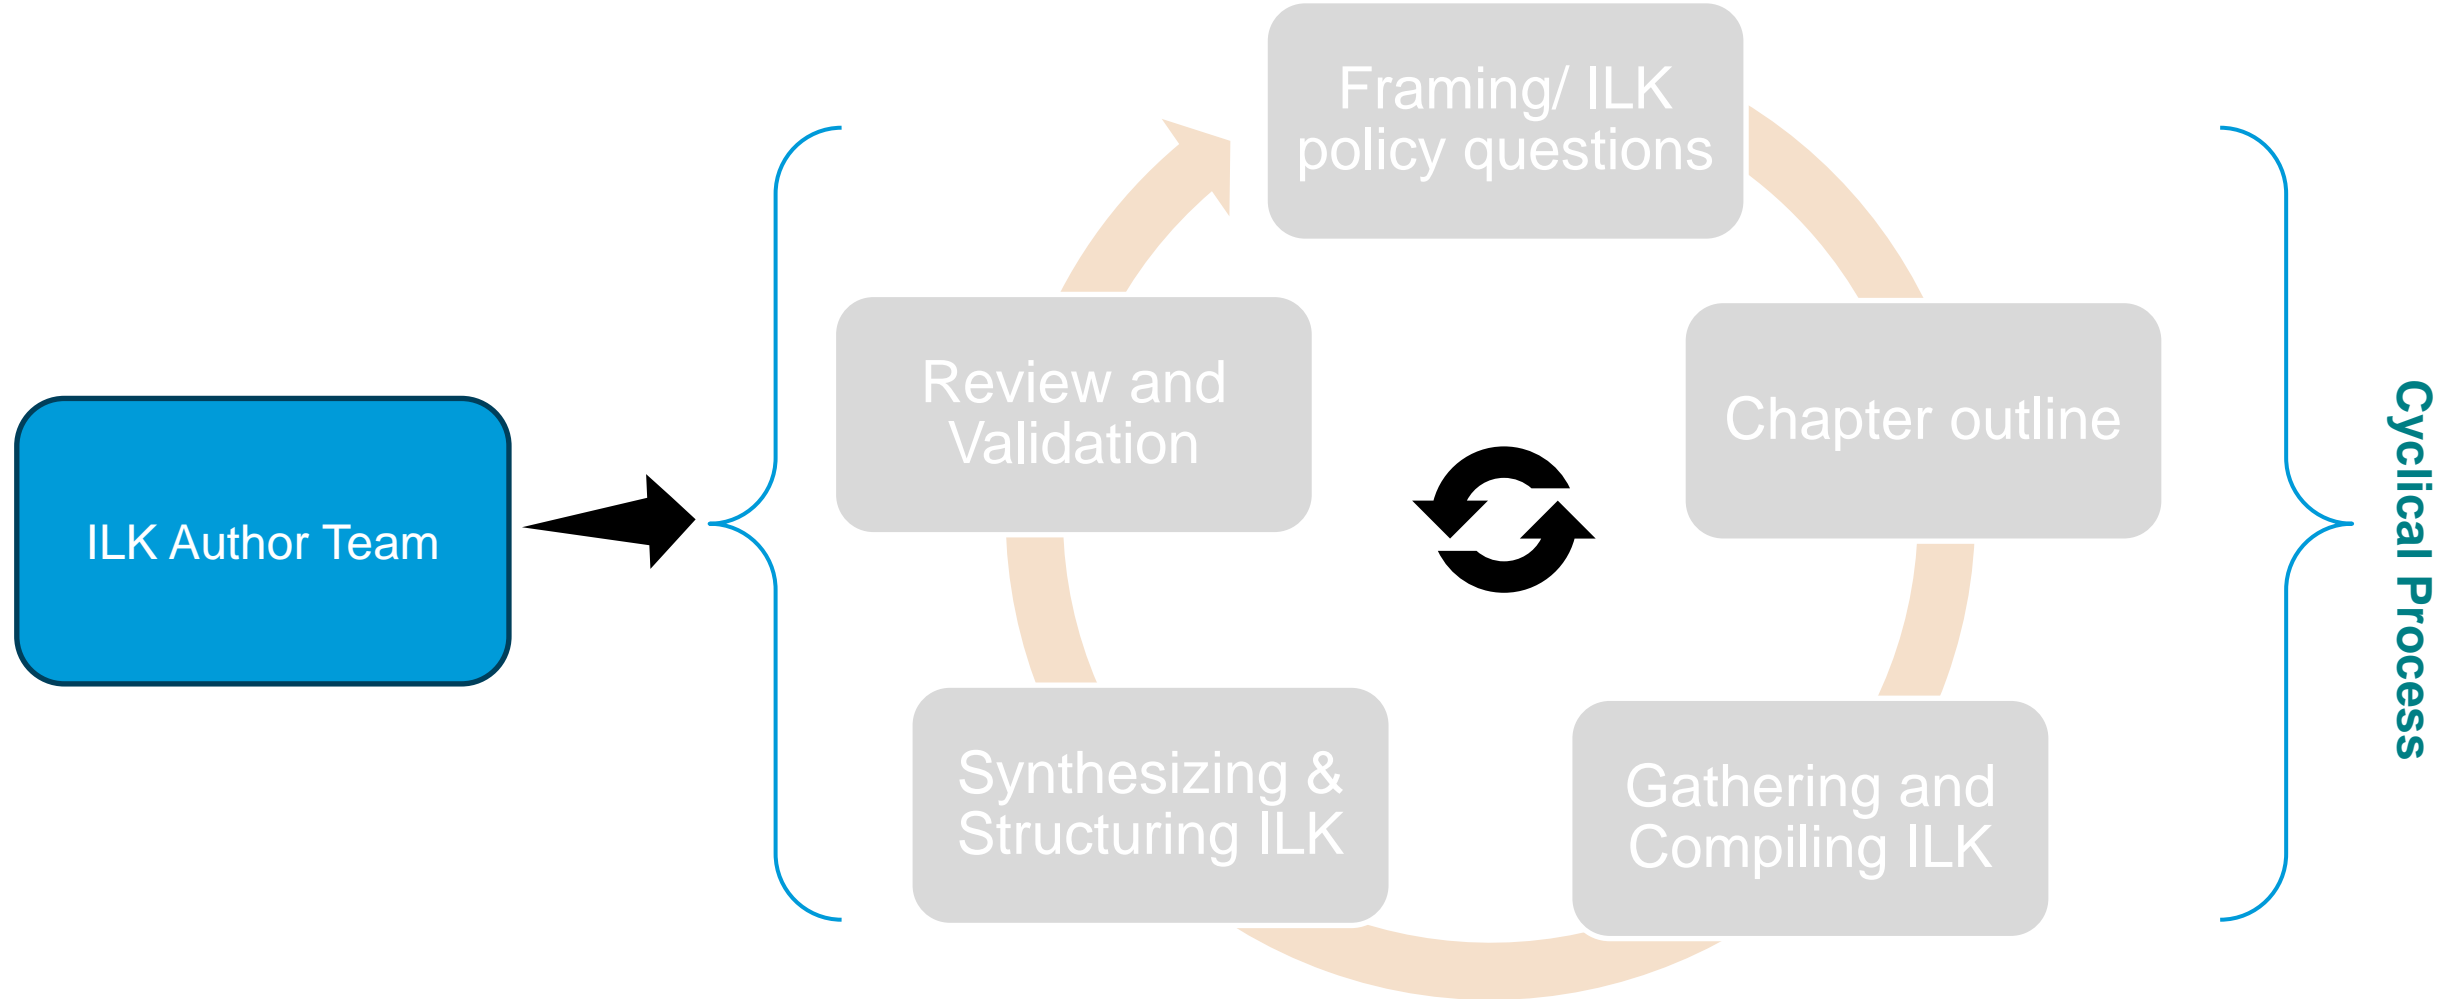 ILK Author Team
Framing/ ILK
policy questions
Chapter outline
Gathering and
Compiling ILK
Synthesizing &
Structuring ILK
Review and
Validation
Cyclical Process